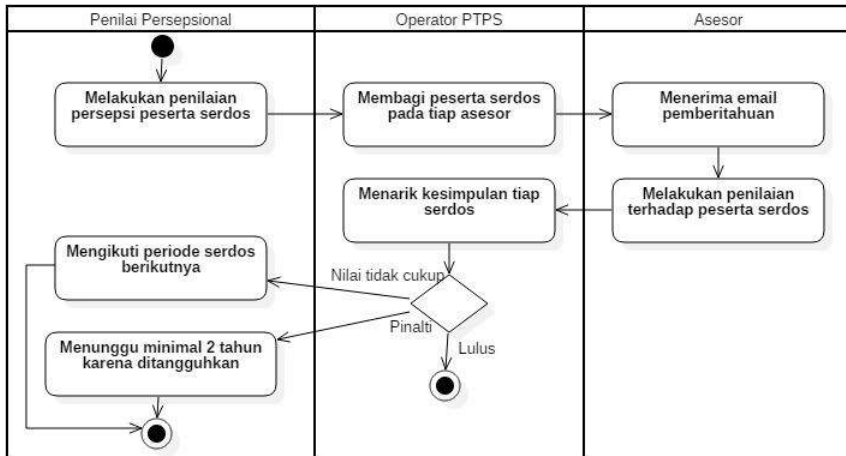 Penilai Persepsional
Operator PTPS
Asesor
Melakukan penilaian
persepsi peserta serdos
Membagi peserta serdos
pada tiap asesor
Menerima email
pemberitahuan
Menarik kesimpulan tiap
serdos
Melakukan penilaian
terhadap peserta serdos
Mengikuti periode serdos
berikutnya
Nilai tidak cukup
Pinalti
Menunggu minimal 2 tahun
karena ditangguhkan
Lulus